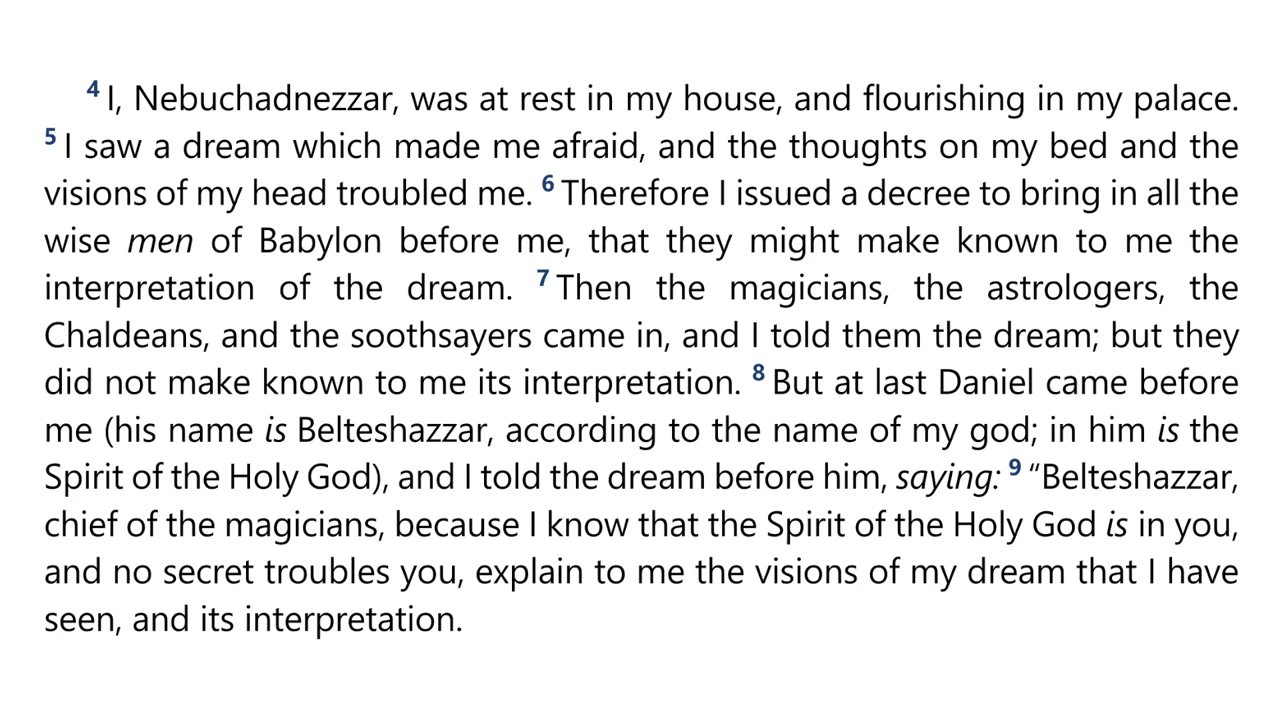 4 I, Nebuchadnezzar, was at rest in my house, and flourishing in my palace.
5 I saw a dream which made me afraid, and the thoughts on my bed and the
visions of my head troubled me. 6 Therefore I issued a decree to bring in all the
wise men of Babylon before me, that they might make known to me the
interpretation of the dream. 7 Then the magicians, the astrologers, the
Chaldeans, and the soothsayers came in, and I told them the dream; but they
did not make known to me its interpretation. 8 But at last Daniel came before
me (his name is Belteshazzar, according to the name of my god; in him is the
Spirit of the Holy God), and I told the dream before him, saying: 9 “Belteshazzar,
chief of the magicians, because I know that the Spirit of the Holy God is in you,
and no secret troubles you, explain to me the visions of my dream that I have
seen, and its interpretation.